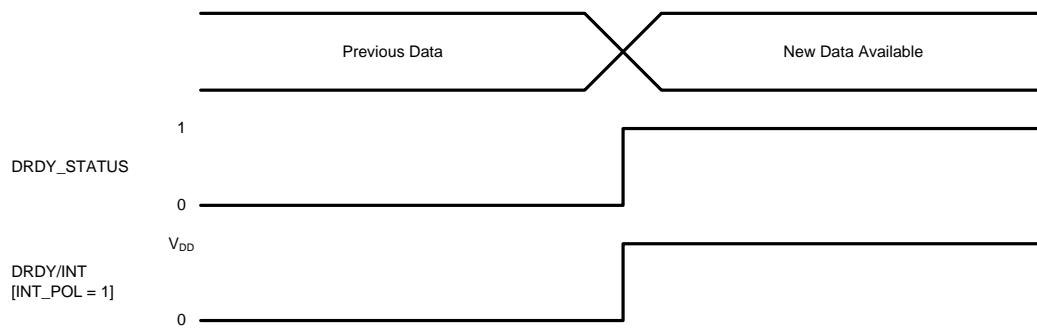 Previous Data
New Data Available
1
DRDY_STATUS
0
VDD
DRDY/INT
[INT_POL = 1]
0